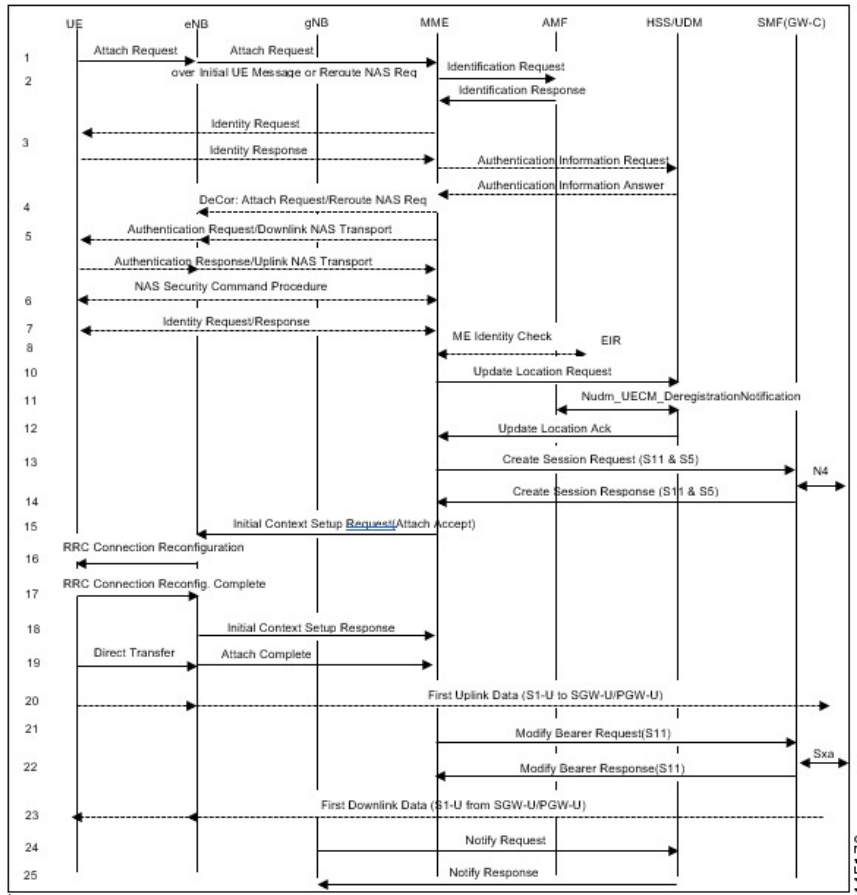 UE eNB gNB MME AMF HSS/UDM SMF(GW-C)
1 Attach Request Attach Request
over Initial UE Message or Reroute NAS Req Identification Request
2
Identification Response
Identity Request
3
Identity Response
Authentication Information Request
Authentication Information Answer
DeCor: Attach Request/Reroute NAS Req
4
5 Authentication Request/Downlink NAS Transport
Authentication Response/Uplink NAS Transport
NAS Security Command Procedure
6
Identity Request/Response
7
ME Identity Check EIR
8
10 Update Location Request
Nudm_UECM_DeregistrationNotification
11
12 Update Location Ack
13 Create Session Request (S11 & S5)
N4
Create Session Response (S11 & S5)
14
15 Initial Context Setup Request(Attach Accept)
RRC Connection Reconfiguration
16
RRC Connection Reconfig. Complete
17
18 Initial Context Setup Response
Direct Transfer Attach Complete
19
First Uplink Data (S1-U to SGW-U/PGW-U)
20
21 Modify Bearer Request(S11)
Sxa
22 Modify Bearer Response(S11)
First Downlink Data (S1-U from SGW-U/PGW-U)
23
Notify Request
24
Notify Response
25